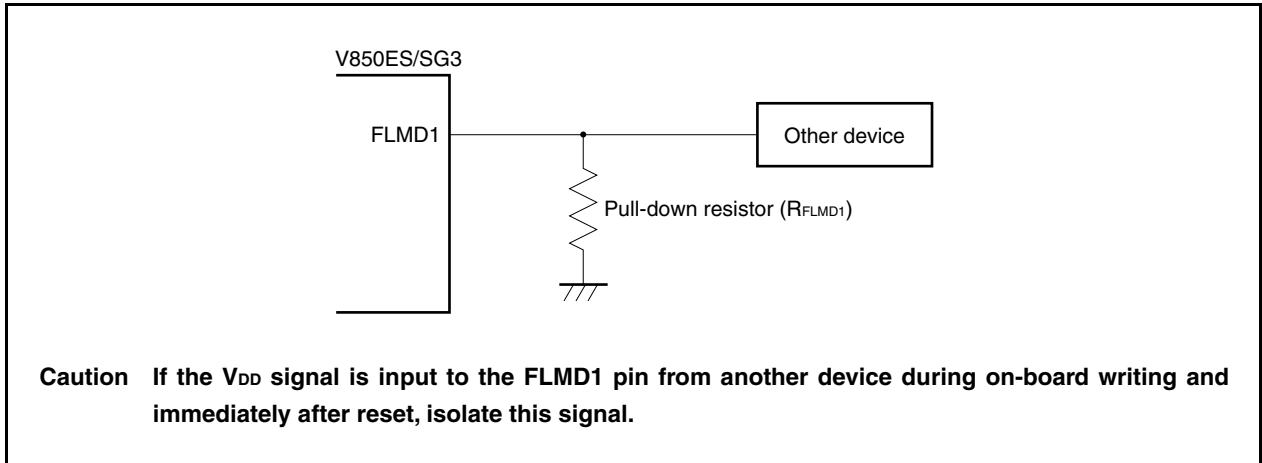 V850ES/SG3
FLMD1
Other device
Pull-down resistor (RFLMD1)
Caution If the VDD signal is input to the FLMD1 pin from another device during on-board writing and
immediately after reset, isolate this signal.